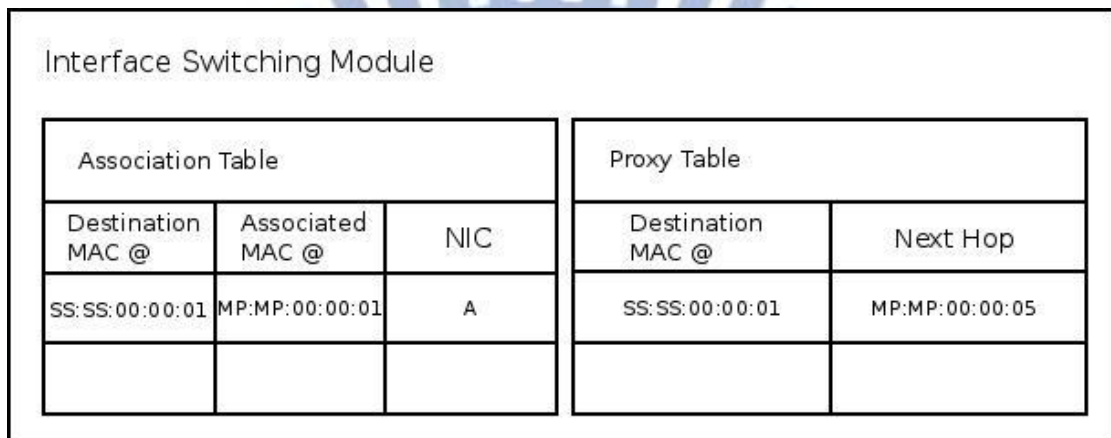 Interface Switching Module
Association Table
Proxy Table
Destination MAC @
Associated MAC @
NIC
Destination MAC @
Next Hop
SS:SS:00:00:01
MP:MP:00:00:01
A
SS:SS:00:00:01
MP:MP:00:00:05